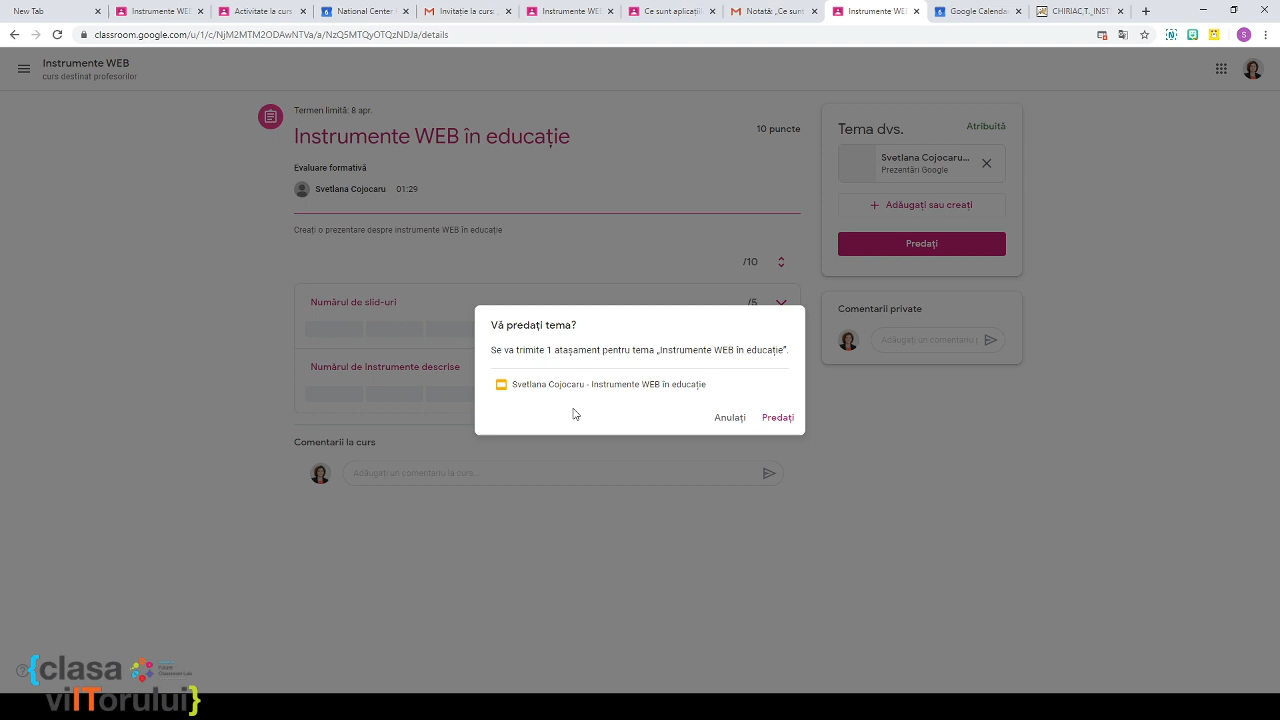 New Tab
Instrumente WEB
Activitate la curs
National Center
Invitație la curs: „
Instrumente WEB
Ce sunt aplicațiile
Notată: „Ce sunt
Instrumente WEB
Google Calendar
CHIRIAC,T._INST
classroom.google.com/u/1/c/NjM2MTM2ODAwNTVa/a/NzQ5MTQyOTQzNDJa/details
S
Instrumente WEB
curs destinat profesorilor
Termen limită: 8 apr.
Instrumente WEB în educație
10 puncte
Evaluare formativă
Svetlana Cojocaru 01:29
Creați o prezentare despre instrumente WEB în educație
/10
Numărul de slid-uri
/5
Numărul de Instrumente descrise
Comentarii la curs
Adăugați un comentariu la curs...
Tema dvs.
Atribuită
Svetlana Cojocaru...
Prezentări Google
Adăugați sau creați
Predați
Comentarii private
Adăugați un comentariu
Vă predați tema?
Se va trimite 1 atașament pentru tema „Instrumente WEB în educație”.
Svetlana Cojocaru - Instrumente WEB în educație
Anulați
Predați
{clasa
viITorului}